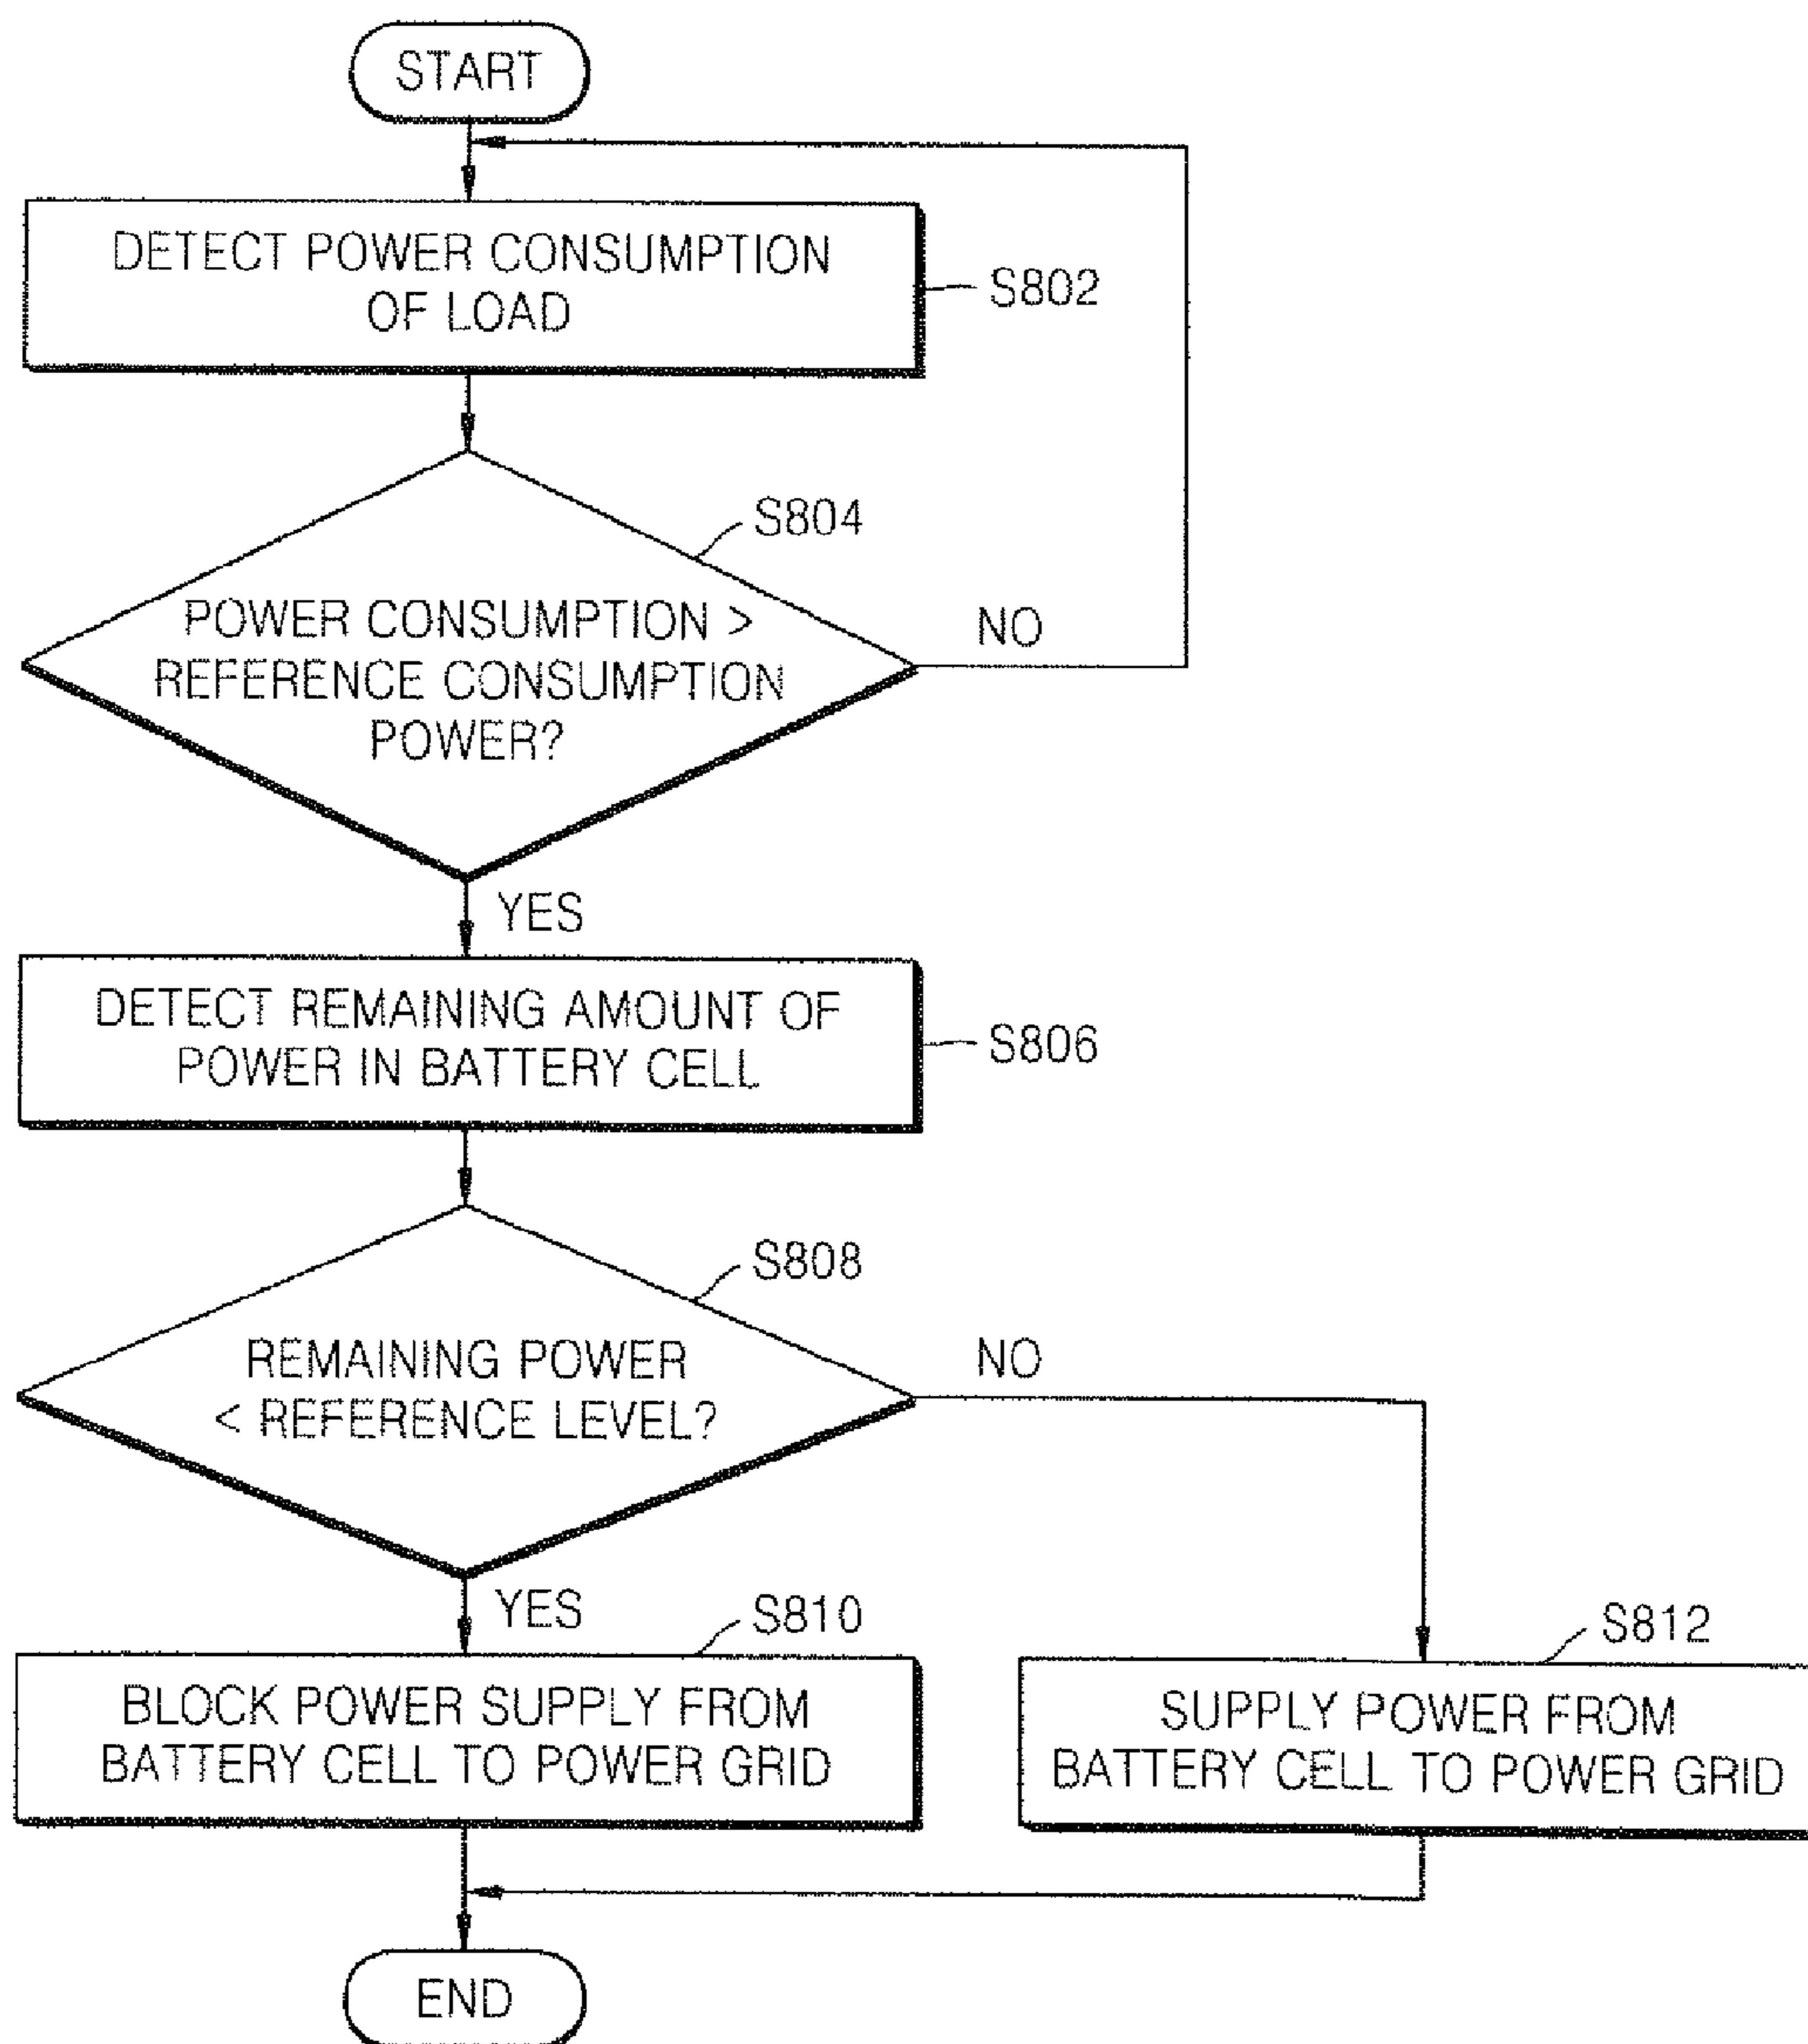 START
DETECT POWER CONSUMPTION
OF LOAD
S802
S804
POWER CONSUMPTION >
REFERENCE CONSUMPTION
POWER?
NO
YES
DETECT REMAINING AMOUNT OF
POWER IN BATTERY CELL
S806
S808
REMAINING POWER
< REFERENCE LEVEL?
NO
YES
S810
BLOCK POWER SUPPLY FROM
BATTERY CELL TO POWER GRID
S812
SUPPLY POWER FROM
BATTERY CELL TO POWER GRID
END